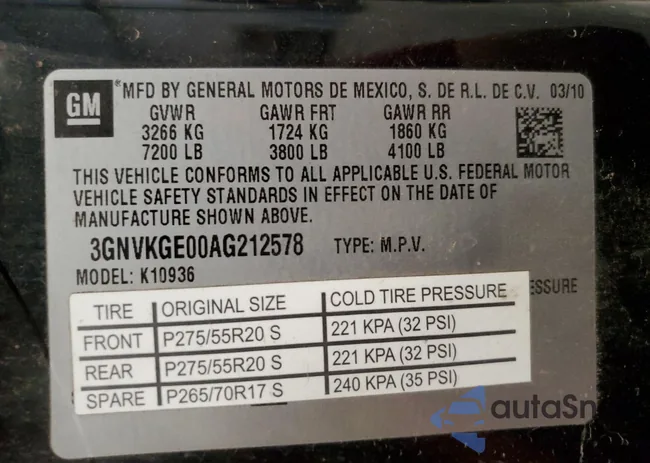 GM
*MFD BY GENERAL MOTORS DE MEXICO, S. DE R.L. DE C.V. 03/10
GVWR GAWR FRT GAWR RR
3266 KG 1724 KG 1860 KG
7200 LB 3800 LB 4100 LB
THIS VEHICLE CONFORMS TO ALL APPLICABLE U.S. FEDERAL MOTOR
VEHICLE SAFETY STANDARDS IN EFFECT ON THE DATE OF
MANUFACTURE SHOWN ABOVE.
3GNVKGE00AG212578 TYPE: M.P.V.
MODEL: K10936
TIRE ORIGINAL SIZE COLD TIRE PRESSURE ESSURE
FRONT P275/55R20 S 221 KPA (32 PSI)
REAR P275/55R20 S 221 KPA (32 PSI)
SPARE P265/70R17 S 240 KPA (35 PSI)
autaSn